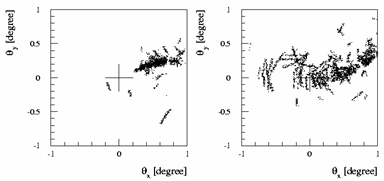 θy [degree]
1
0.5
0
-0.5
-1
-1 0 1
θx [degree]
θy [degree]
1
0.5
0
-0.5
-1
-1 0 1
θx [degree]